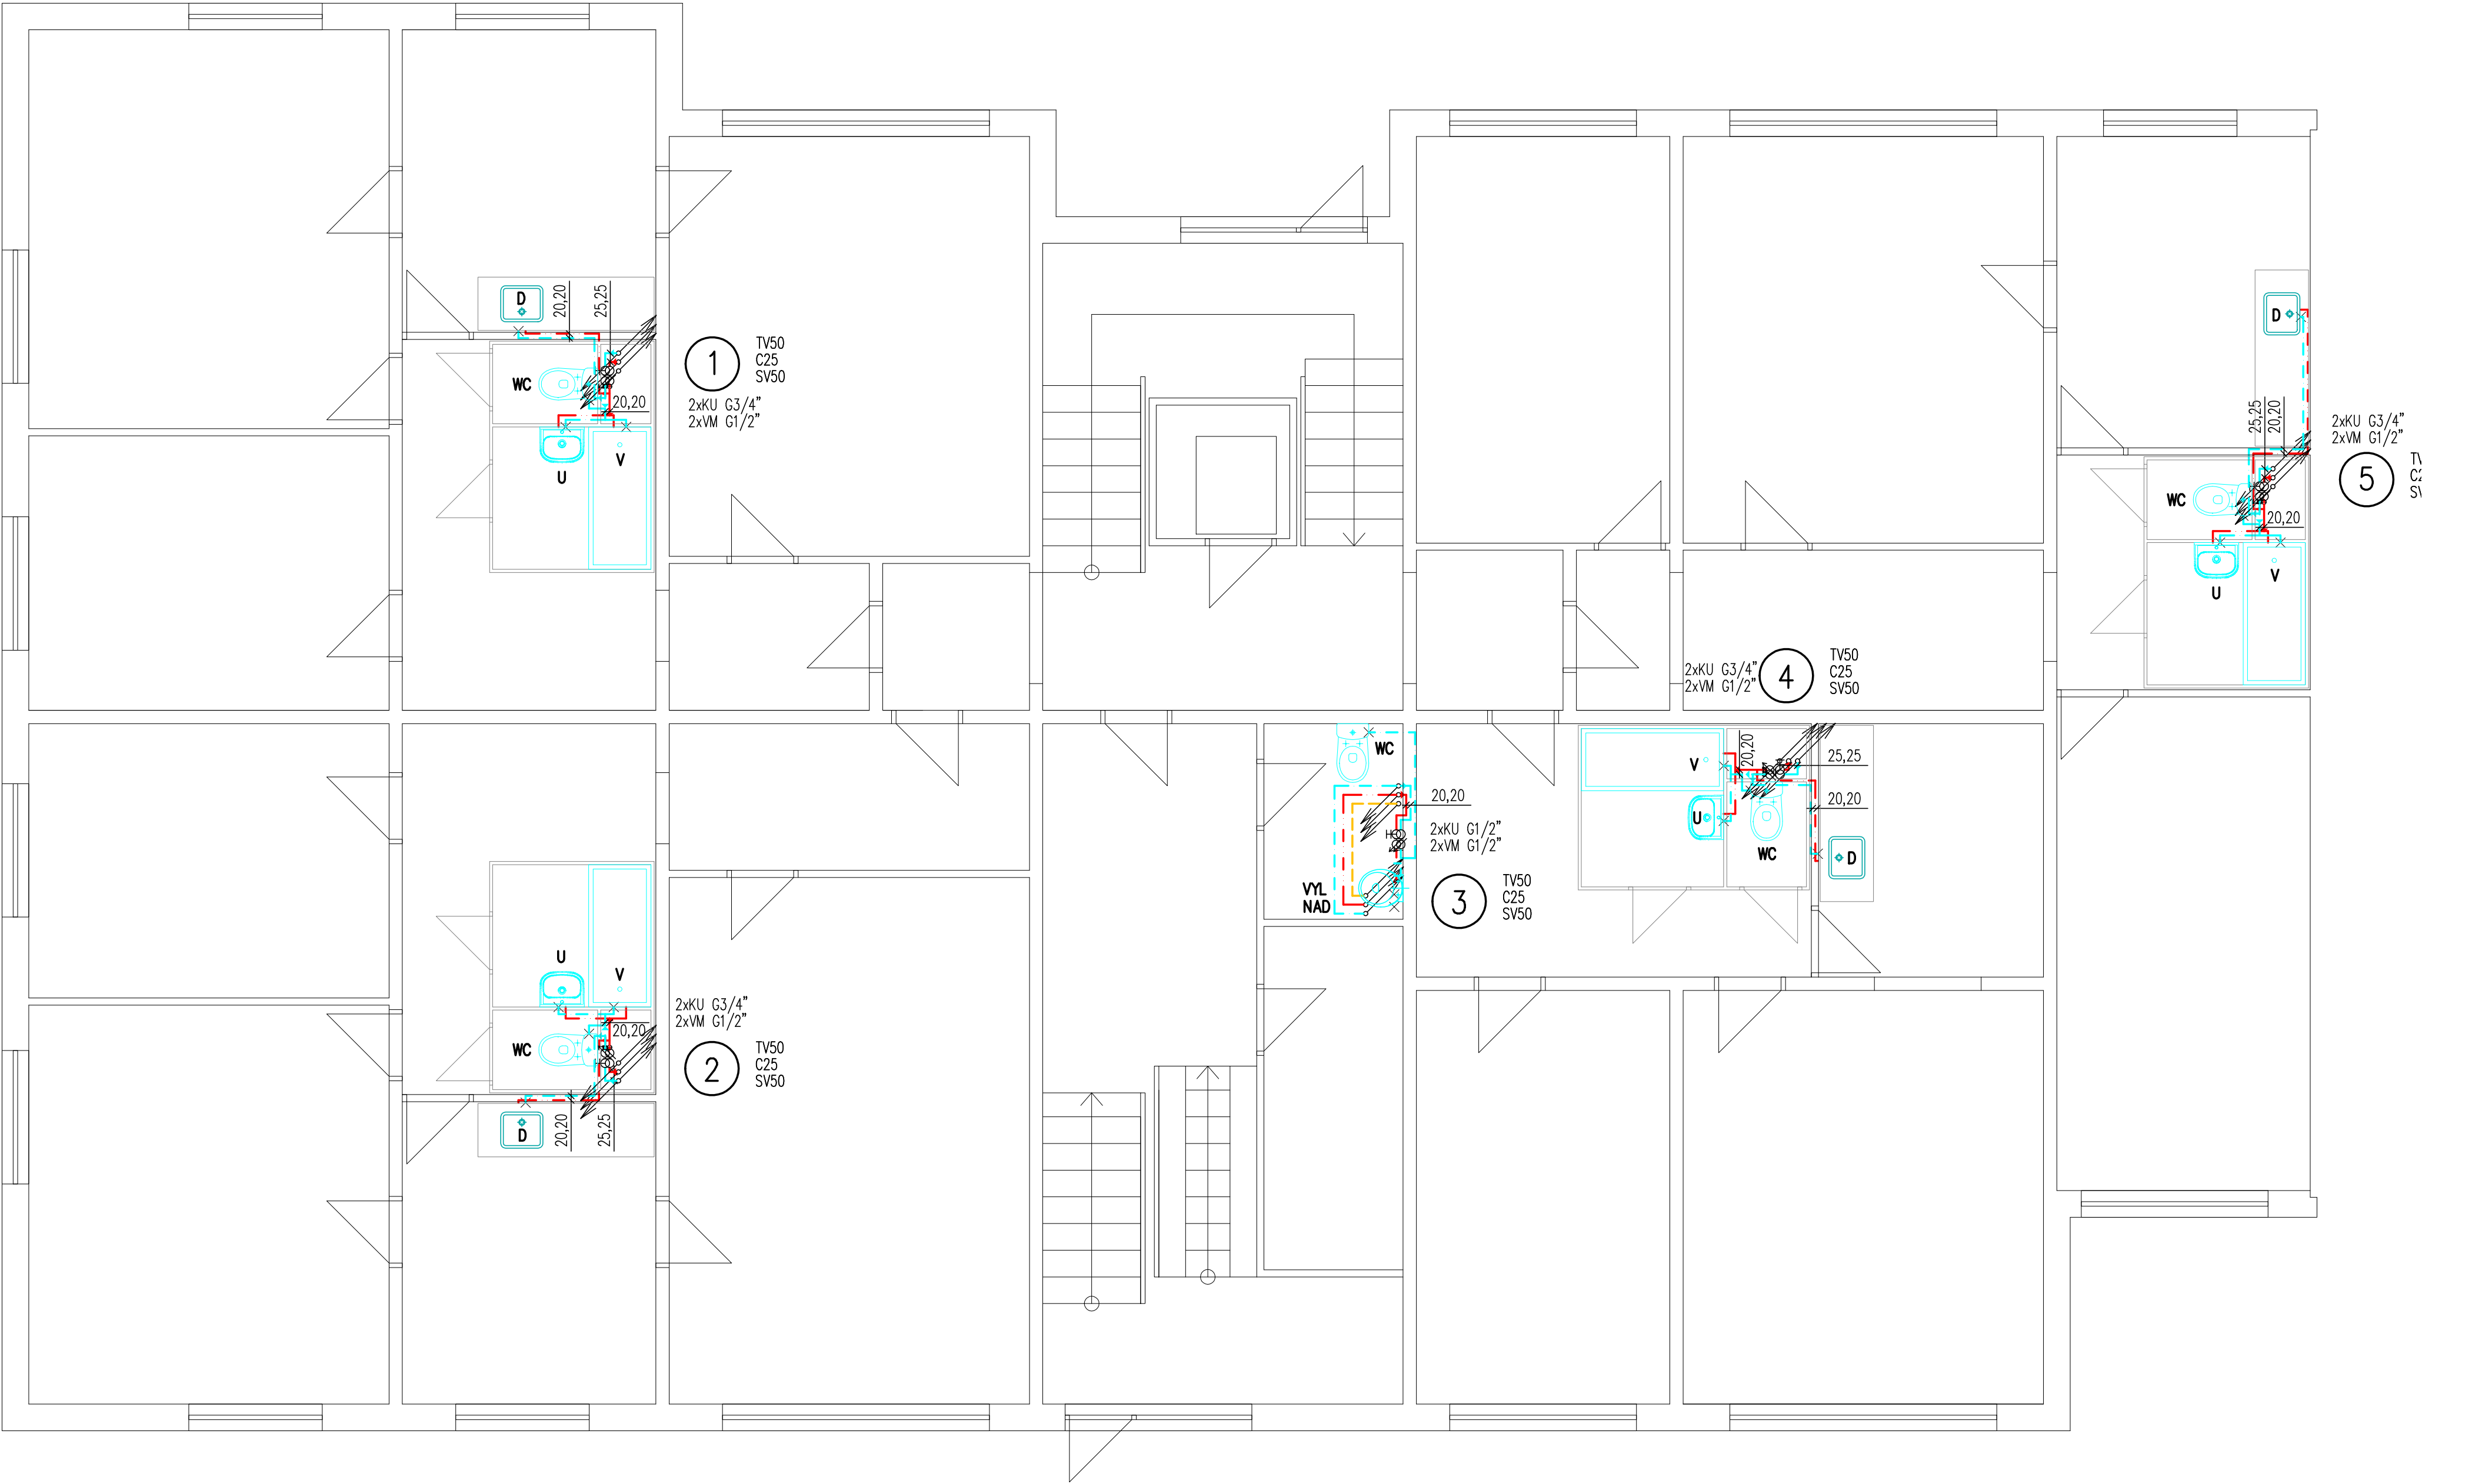 D
20,20
25,25
WC
20,20
U
V
1
TV50
C25
SV50
2xKU G3/4"
2xVM G1/2"
D
25,25
20,20
2xKU G3/4"
2xVM G1/2"
5
WC
20,20
U
V
2xKU G3/4"
2xVM G1/2"
4
TV50
C25
SV50
WC
20,20
2xKU G1/2"
2xVM G1/2"
VYL
NAD
3
TV50
C25
SV50
V
20,20
25,25
U
20,20
WC
D
U
V
WC
20,20
D
20,20
25,25
2xKU G3/4"
2xVM G1/2"
2
TV50
C25
SV50